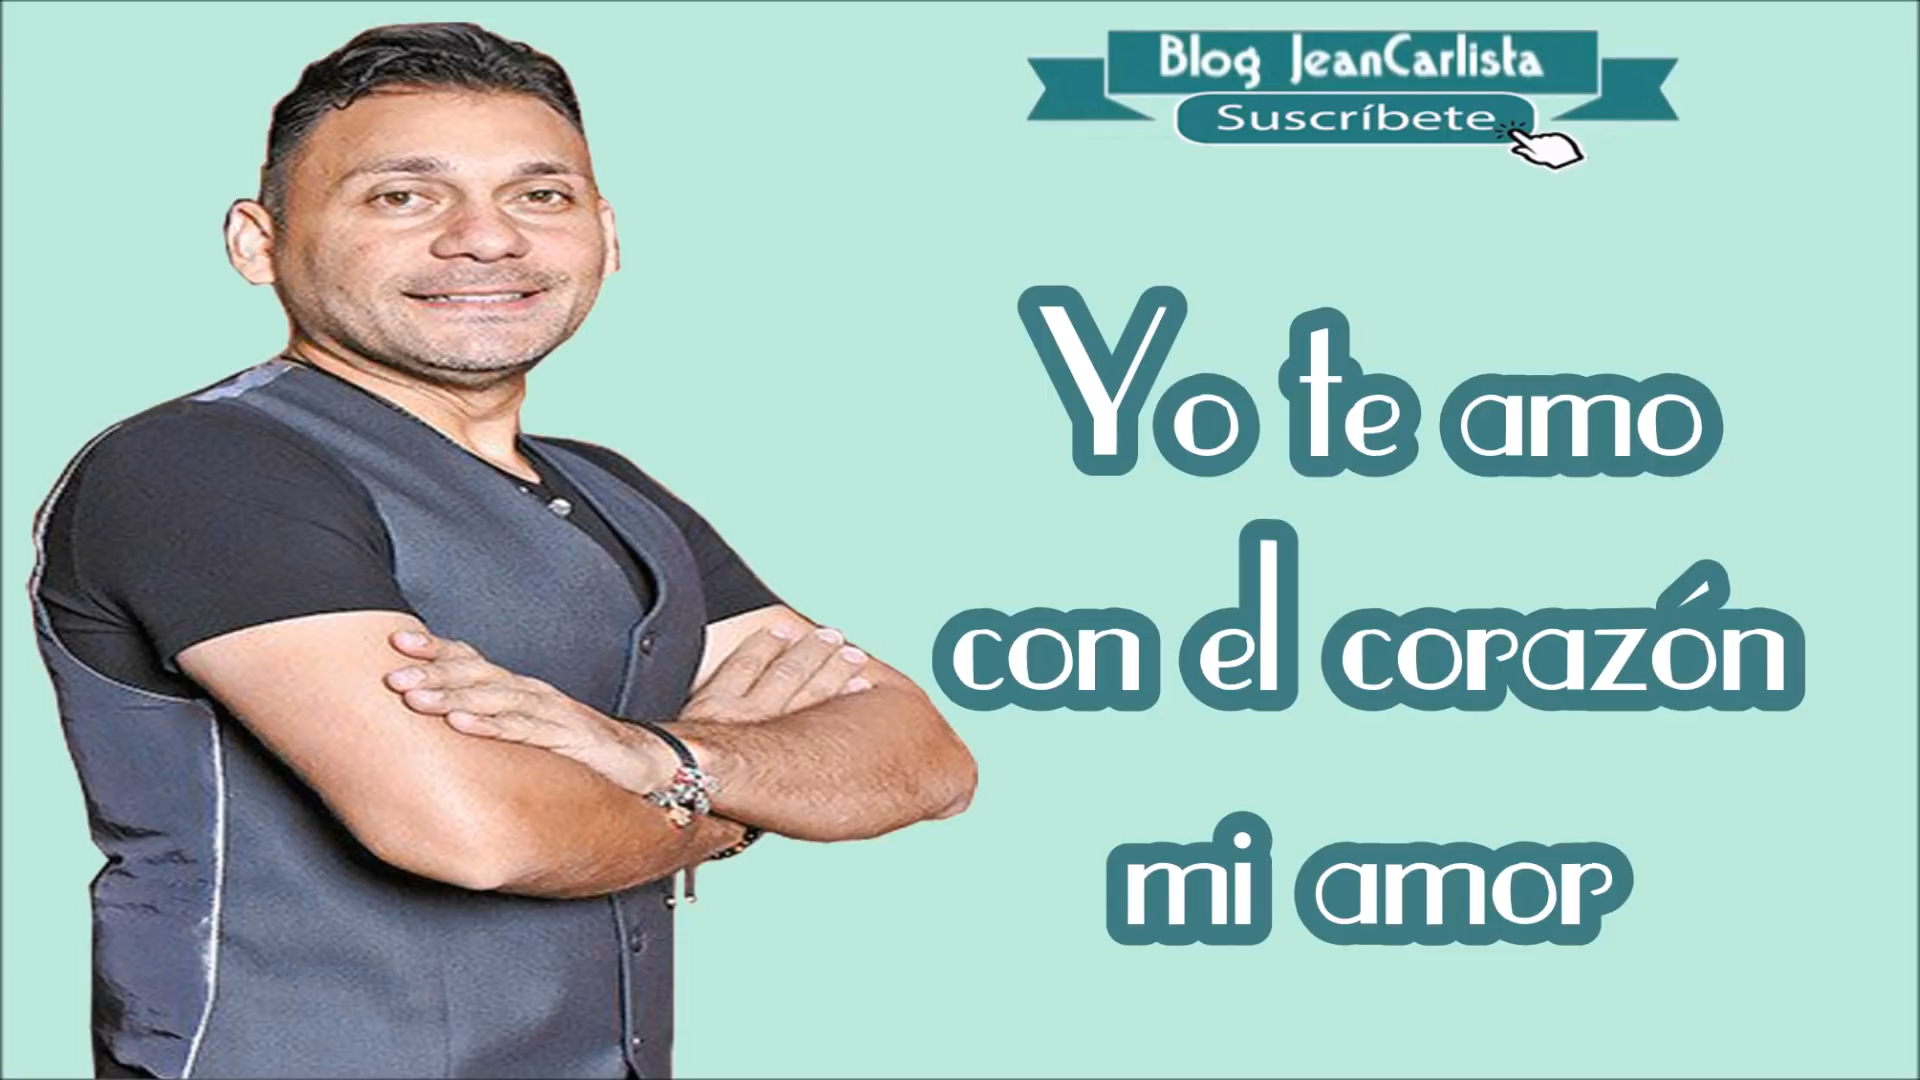 Blog JeanCarlista
Suscríbete
Yo te amo
con el corazón
mi amor